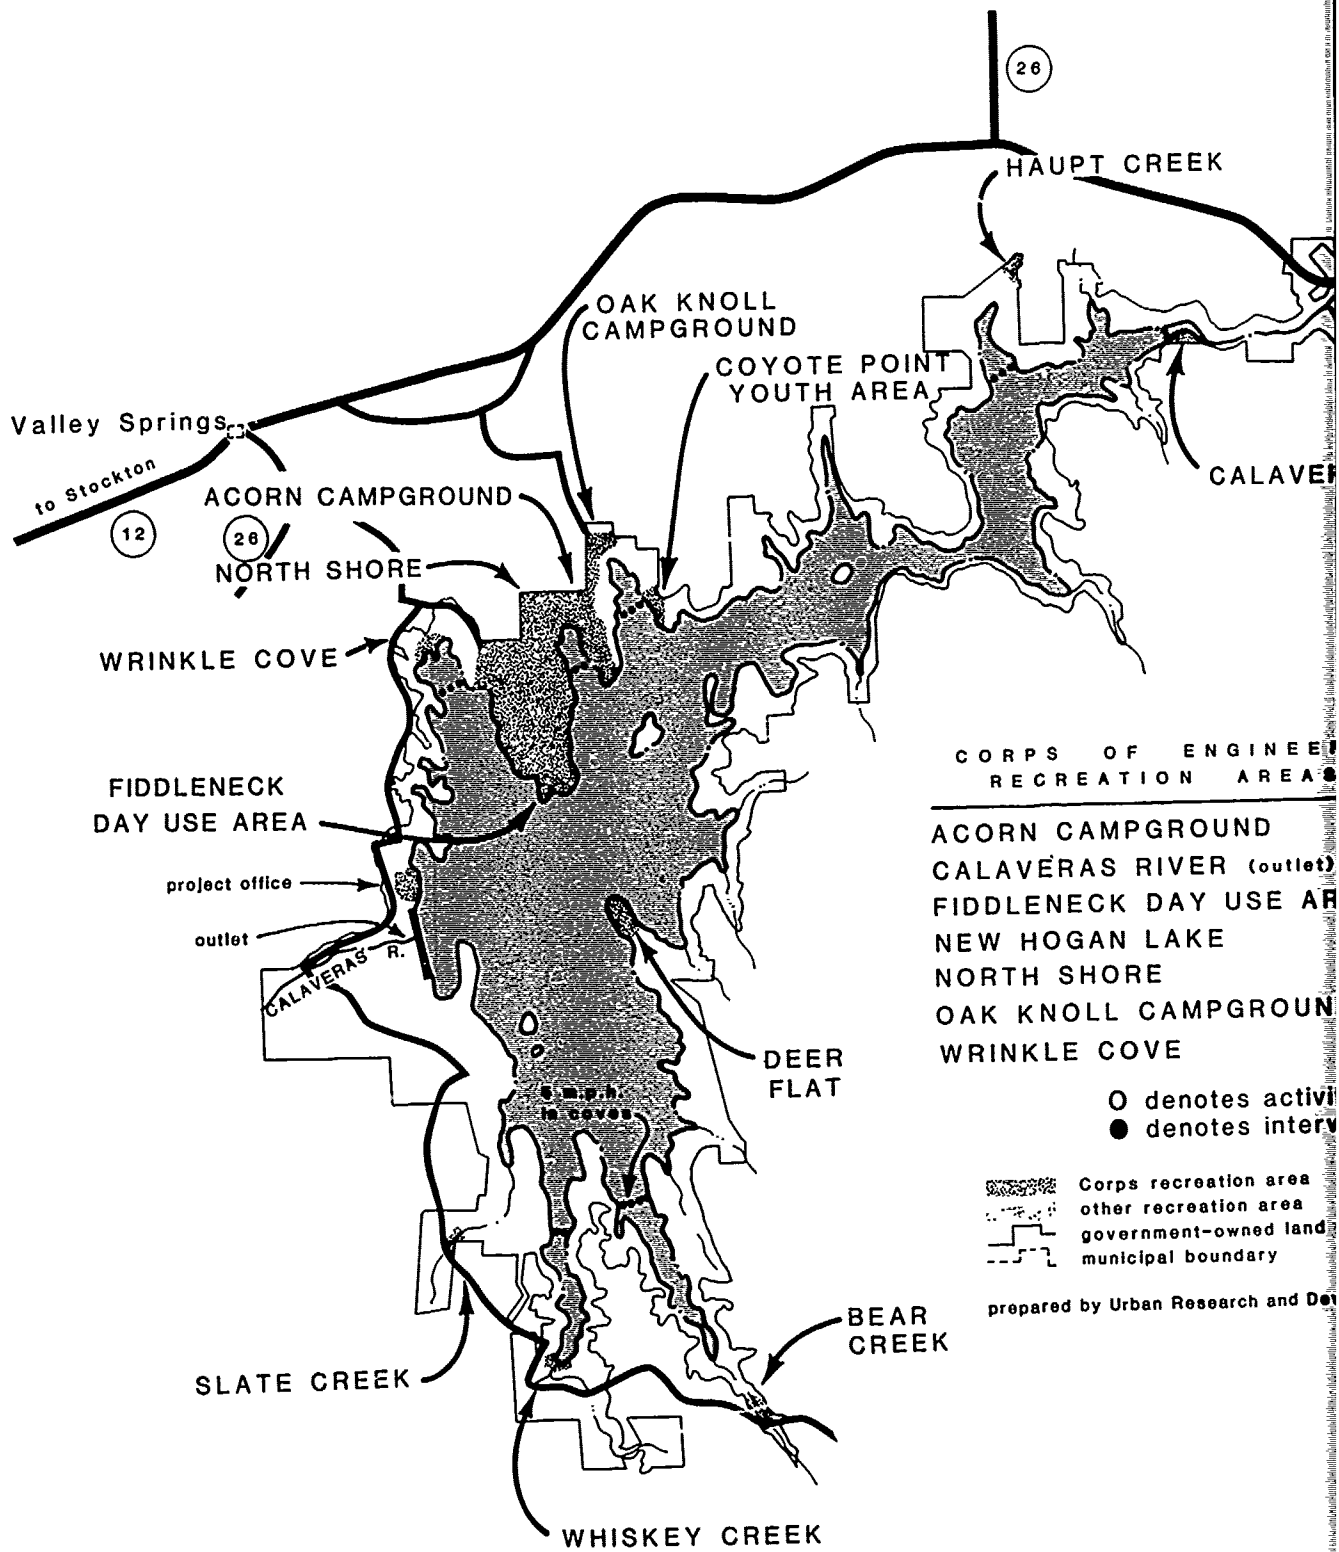 26
HAUPT CREEK
OAK KNOLL
CAMPGROUND
COYOTE POINT
YOUTH AREA
Valley Springs
to Stockton
12
26
ACORN CAMPGROUND
CALAVER
NORTH SHORE
WRINKLE COVE
FIDDLENECK
DAY USE AREA
project office
outlet
CALAVERAS R.
DEER
FLAT
5 m.p.h.
in coves
SLATE CREEK
BEAR
CREEK
WHISKEY CREEK
CORPS OF ENGINEER
RECREATION AREAS
ACORN CAMPGROUND
CALAVERAS RIVER (outlet)
FIDDLENECK DAY USE AR
NEW HOGAN LAKE
NORTH SHORE
OAK KNOLL CAMPGROUN
WRINKLE COVE
O denotes activi
● denotes interv
Corps recreation area
other recreation area
government-owned land
municipal boundary
prepared by Urban Research and Dev